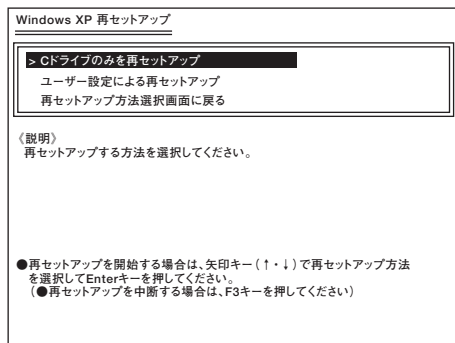 Windows XP 再セットアップ
> Cドライブのみを再セットアップ
ユーザー設定による再セットアップ
再セットアップ方法選択画面に戻る
《説明》
再セットアップする方法を選択してください。
●再セットアップを開始する場合は、矢印キー(↑・↓)で再セットアップ方法
を選択してEnterキーを押してください。
(●再セットアップを中断する場合は、F3キーを押してください)